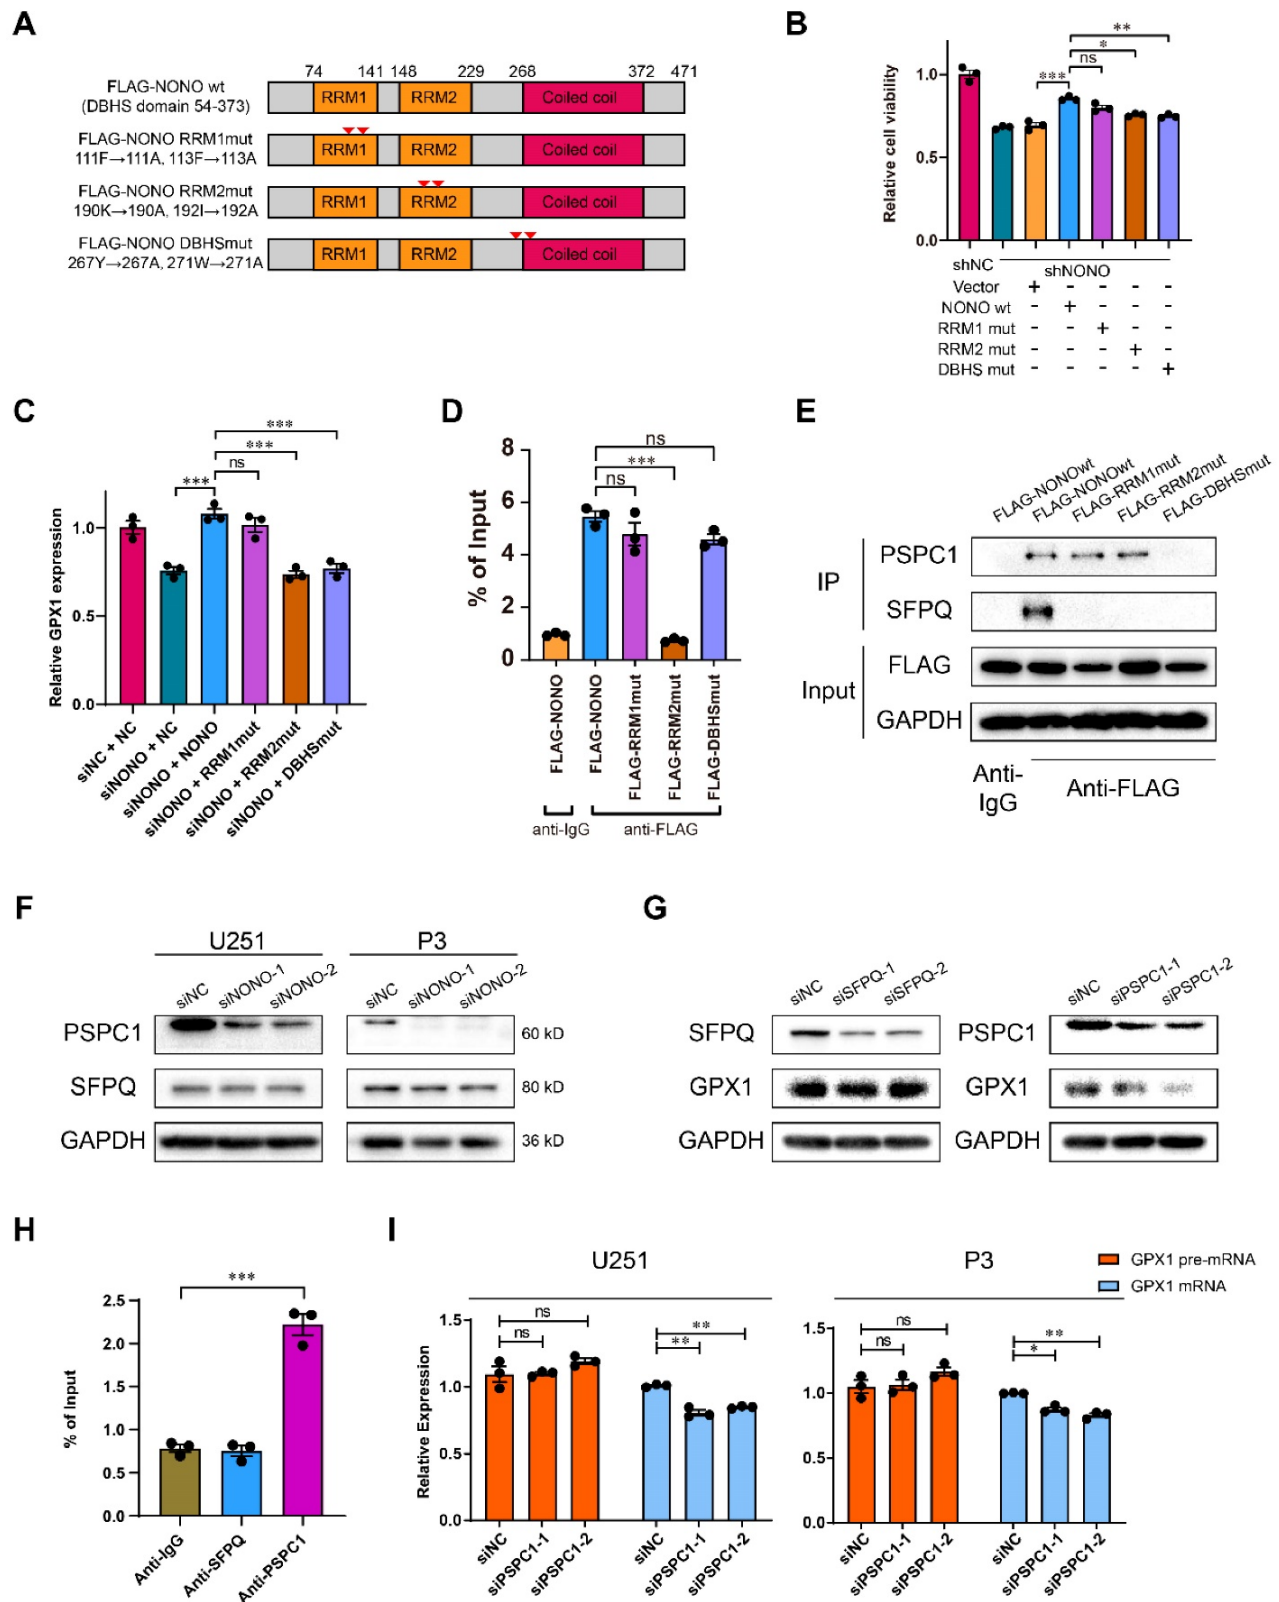 A
74 141 148 229 268 372 471
FLAG-NONO wt
(DBHS domain 54-373)
RRM1 RRM2 Coiled coil
FLAG-NONO RRM1mut
111F→111A, 113F→113A
RRM1 RRM2 Coiled coil
FLAG-NONO RRM2mut
190K→190A, 192I→192A
RRM1 RRM2 Coiled coil
FLAG-NONO DBHSmut
267Y→267A, 271W→271A
RRM1 RRM2 Coiled coil
B
Relative cell viability
1.0
0.5
0.0
**
*
ns
***
shNC shNONO
Vector + - - - -
NONO wt - + - - -
RRM1 mut - - + - -
RRM2 mut - - - + -
DBHS mut - - - - +
C
Relative GPX1 expression
1.0
0.5
0.0
***
***
ns
***
siNC + NC
siNONO + NC
siNONO + NONO
siNONO + RRM1mut
siNONO + RRM2mut
siNONO + DBHSmut
D
% of Input
8
6
4
2
0
ns
***
ns
FLAG-NONO
FLAG-NONO
FLAG-RRM1mut
FLAG-RRM2mut
FLAG-DBHSmut
anti-IgG anti-FLAG
E
FLAG-NONOwt
FLAG-NONOwt
FLAG-RRM1mut
FLAG-RRM2mut
FLAG-DBHSmut
IP
PSPC1
SFPQ
Input
FLAG
GAPDH
Anti-
IgG
Anti-FLAG
F
U251 P3
siNC siNONO-1 siNONO-2 siNC siNONO-1 siNONO-2
PSPC1 60 kD
SFPQ 80 kD
GAPDH 36 kD
G
siNC siSFPQ-1 siSFPQ-2
SFPQ
GPX1
GAPDH
siNC siPSPC1-1 siPSPC1-2
PSPC1
GPX1
GAPDH
H
% of Input
2.5
2.0
1.5
1.0
0.5
0.0
***
Anti-IgG
Anti-SFPQ
Anti-PSPC1
I
U251 P3
GPX1 pre-mRNA
GPX1 mRNA
Relative Expression
1.5
1.0
0.5
0.0
ns
ns
**
**
siNC
siPSPC1-1
siPSPC1-2
siNC
siPSPC1-1
siPSPC1-2
1.5
1.0
0.5
0.0
ns
ns
**
*
siNC
siPSPC1-1
siPSPC1-2
siNC
siPSPC1-1
siPSPC1-2